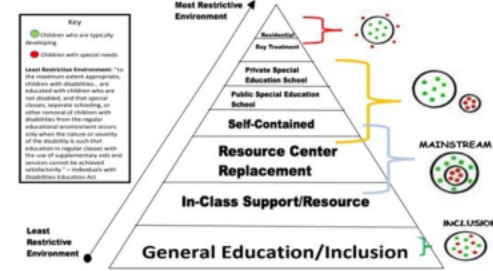 Most Restrictive
Environment
Key
Children who are typically
developing
Children with special needs
Least Restrictive Environment: "to
the maximum extent appropriate,
children with disabilities... are
educated with children who are
not disabled, and that special
classes, separate schooling, or
other removal of children with
disabilities from the regular
educational environment occurs
only when the nature or severity
of the disability is such that
education in regular classes with
the use of supplementary aids and
services cannot be achieved
satisfactorily." – Individuals with
Disabilities Education Act
Residential
Day Treatment
Private Special
Education School
Public Special Education
School
Self-Contained
Resource Center
Replacement
In-Class Support/Resource
General Education/Inclusion
MAINSTREAM
INCLUSION
Least
Restrictive
Environment